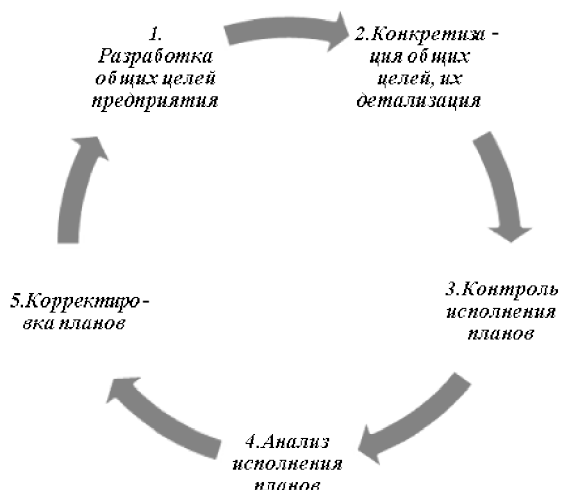 1.
Разработка
общих целей
предприятия
2.Конкретиза -
ция общих
целей, их
детализация
3.Контроль
исполнения
планов
4.Анализ
исполнения
планов
5.Корректиро-
вка планов